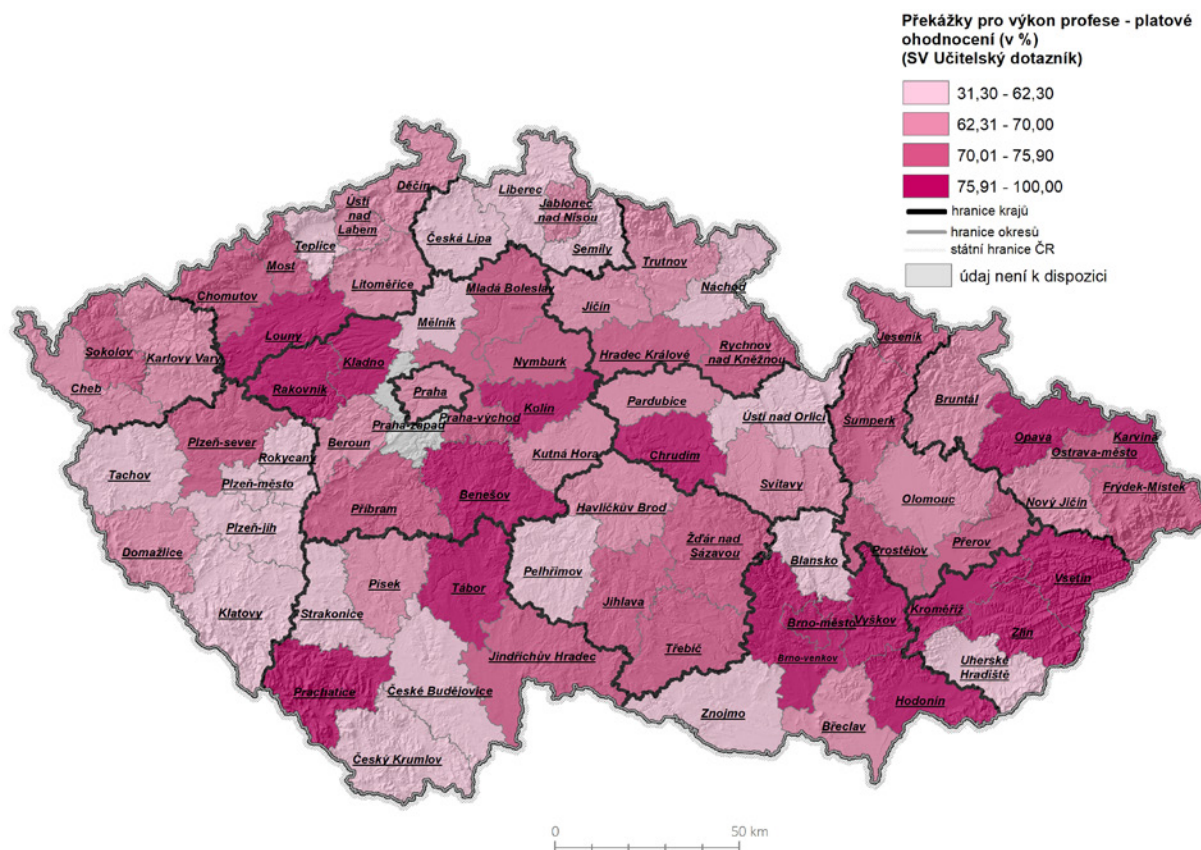 Překážky pro výkon profese - platové
ohodnocení (v %)
(SV Učitelský dotazník)
31,30 - 62,30
62,31 - 70,00
70,01 - 75,90
75,91 - 100,00
hranice krajů
hranice okresů
státní hranice ČR
údaj není k dispozici
Děčín
Liberec
Ústí
nad
Labem
Jablonec
nad Nisou
Teplice
Česká Lípa
Semily
Most
Trutnov
Litoměřice
Náchod
Chomutov
Mladá Boleslav
Jičín
Mělník
Louny
Jeseník
Sokolov
Karlovy Vary
Kladno
Nymburk
Hradec Králové
Rychnov
nad Kněžnou
Cheb
Rakovník
Praha
Kolín
Pardubice
Bruntál
Ústí nad Orlicí
Šumperk
Praha-západ
Praha-východ
Plzeň-sever
Beroun
Opava
Karviná
Ostrava-město
Rokycany
Kutná Hora
Chrudim
Tachov
Plzeň-město
Benešov
Svitavy
Olomouc
Nový Jičín
Frýdek-Místek
Příbram
Havlíčkův Brod
Plzeň-jih
Žďár nad
Sázavou
Přerov
Prostějov
Domažlice
Blansko
Pelhřimov
Vsetín
Písek
Tábor
Jihlava
Klatovy
Strakonice
Kroměříž
Brno-město
Vyškov
Zlín
Třebíč
Jindřichův Hradec
Brno-venkov
Uherské
Hradiště
Prachatice
České Budějovice
Hodonín
Znojmo
Břeclav
Český Krumlov
0
50 km